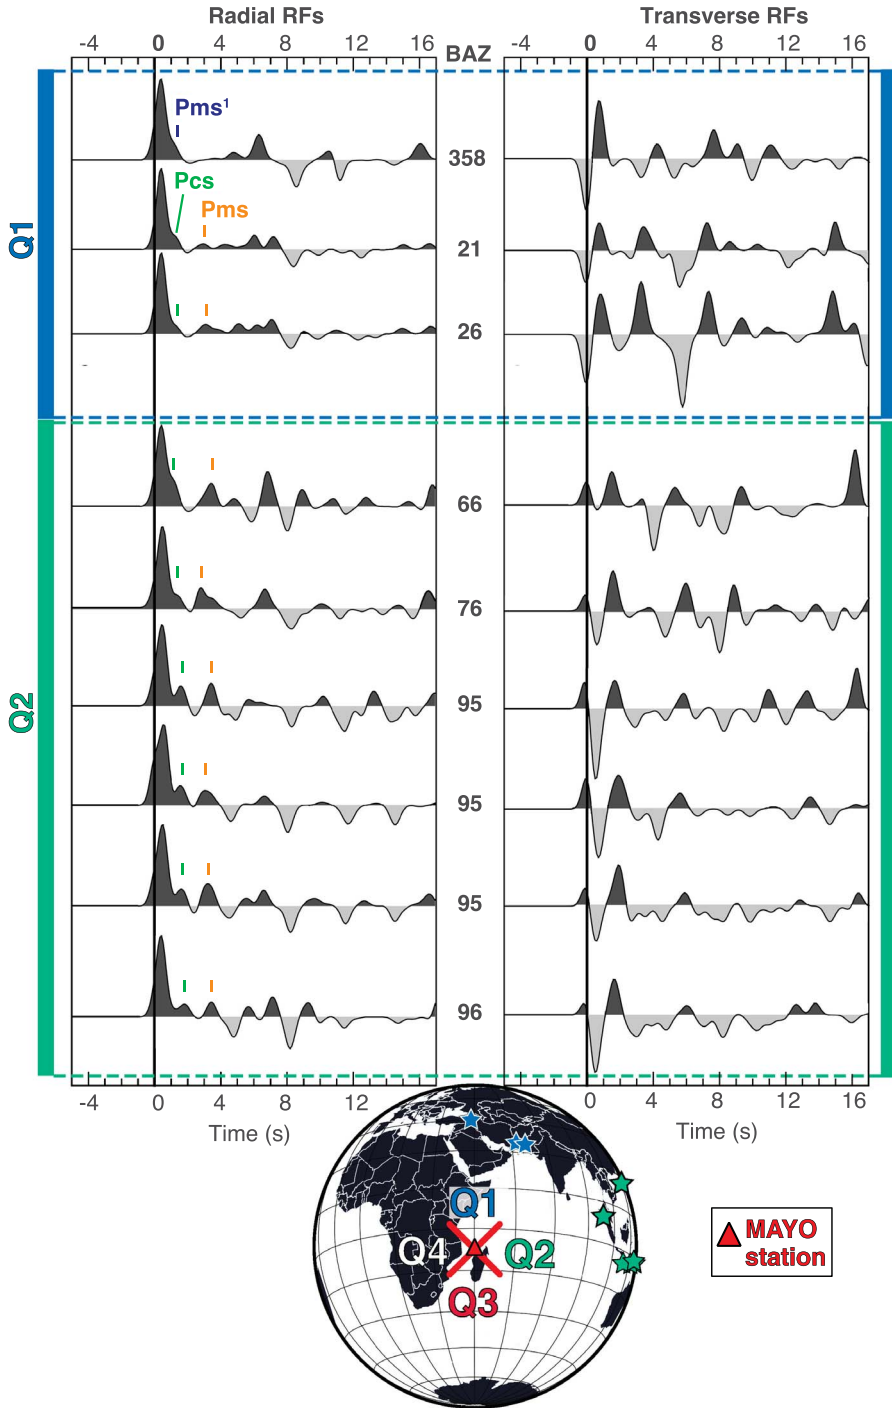 Radial RFs
Transverse RFs
-4 0 4 8 12 16
BAZ
-4 0 4 8 12 16
Q1
Pms¹
358
Pcs
Pms
21
26
Q2
66
76
95
95
95
96
-4 0 4 8 12
0 4 8 12 16
-4
Time (s)
Time (s)
Q1
Q4
Q2
Q3
MAYO
station